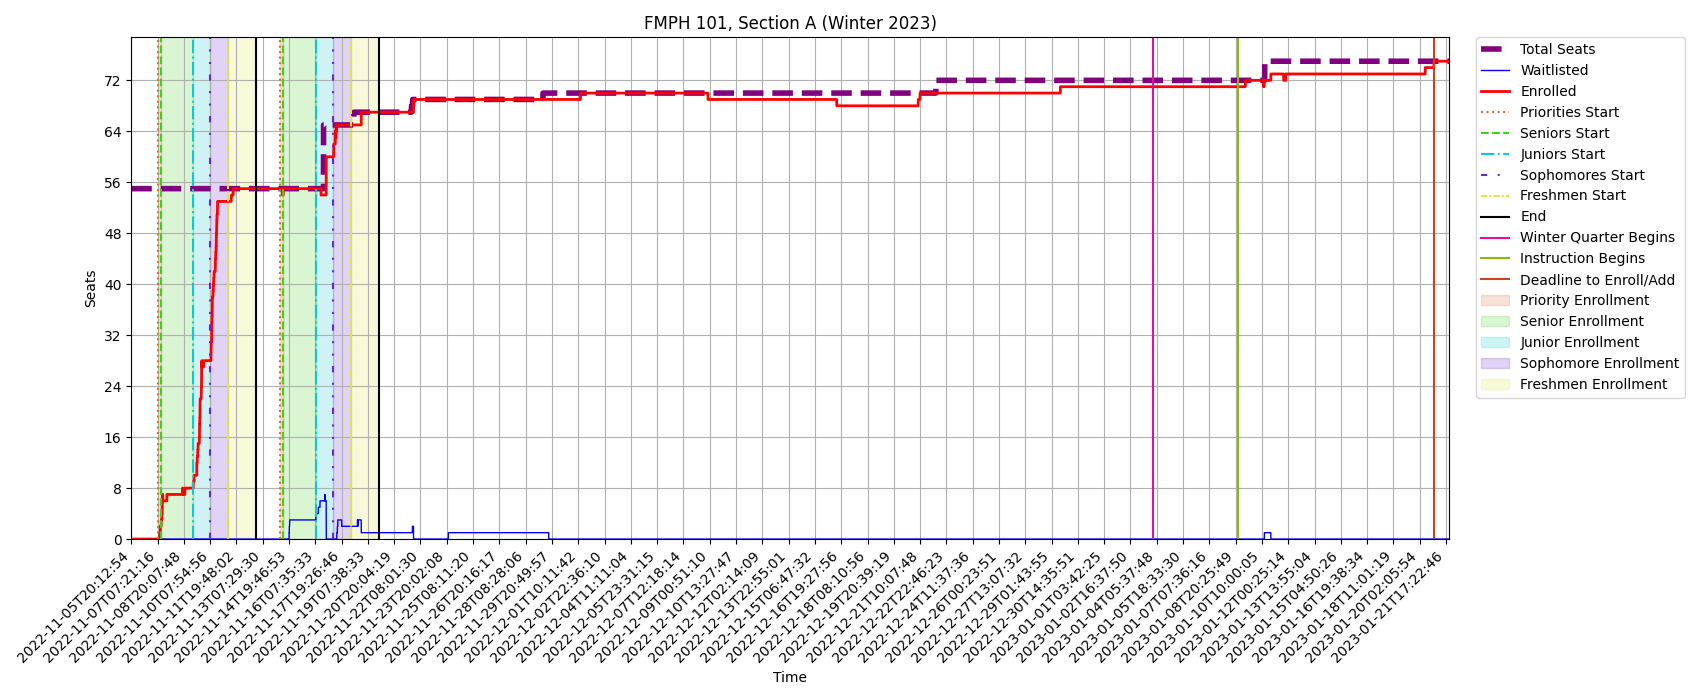 FMPH 101, Section A (Winter 2023)
Seats
72
64
56
48
40
32
24
16
8
0
2022-11-05T20:12:54
2022-11-07T07:21:16
2022-11-08T20:07:48
2022-11-10T07:54:56
2022-11-11T19:48:02
2022-11-13T07:29:30
2022-11-14T19:46:53
2022-11-16T07:35:33
2022-11-17T19:26:46
2022-11-19T07:38:33
2022-11-20T20:04:19
2022-11-22T08:01:30
2022-11-23T20:02:08
2022-11-25T08:11:20
2022-11-26T20:16:17
2022-11-28T08:28:06
2022-11-29T20:49:57
2022-12-01T10:11:42
2022-12-02T22:36:10
2022-12-04T11:11:04
2022-12-05T23:31:15
2022-12-07T12:18:14
2022-12-09T00:51:10
2022-12-10T13:27:47
2022-12-12T02:14:09
2022-12-13T22:55:01
2022-12-15T06:47:32
2022-12-16T19:27:56
2022-12-18T08:10:56
2022-12-19T20:39:19
2022-12-21T10:07:48
2022-12-22T22:46:23
2022-12-24T11:37:36
2022-12-26T00:23:51
2022-12-27T13:07:32
2022-12-29T01:43:55
2022-12-30T14:35:51
2023-01-01T03:42:25
2023-01-02T16:37:50
2023-01-04T05:37:48
2023-01-05T18:33:30
2023-01-07T07:36:16
2023-01-08T20:25:49
2023-01-10T10:00:05
2023-01-12T00:25:14
2023-01-13T13:55:04
2023-01-15T04:50:26
2023-01-16T19:38:34
2023-01-18T11:01:19
2023-01-20T02:05:54
2023-01-21T17:22:46
Time
Total Seats
Waitlisted
Enrolled
Priorities Start
Seniors Start
Juniors Start
Sophomores Start
Freshmen Start
End
Winter Quarter Begins
Instruction Begins
Deadline to Enroll/Add
Priority Enrollment
Senior Enrollment
Junior Enrollment
Sophomore Enrollment
Freshmen Enrollment